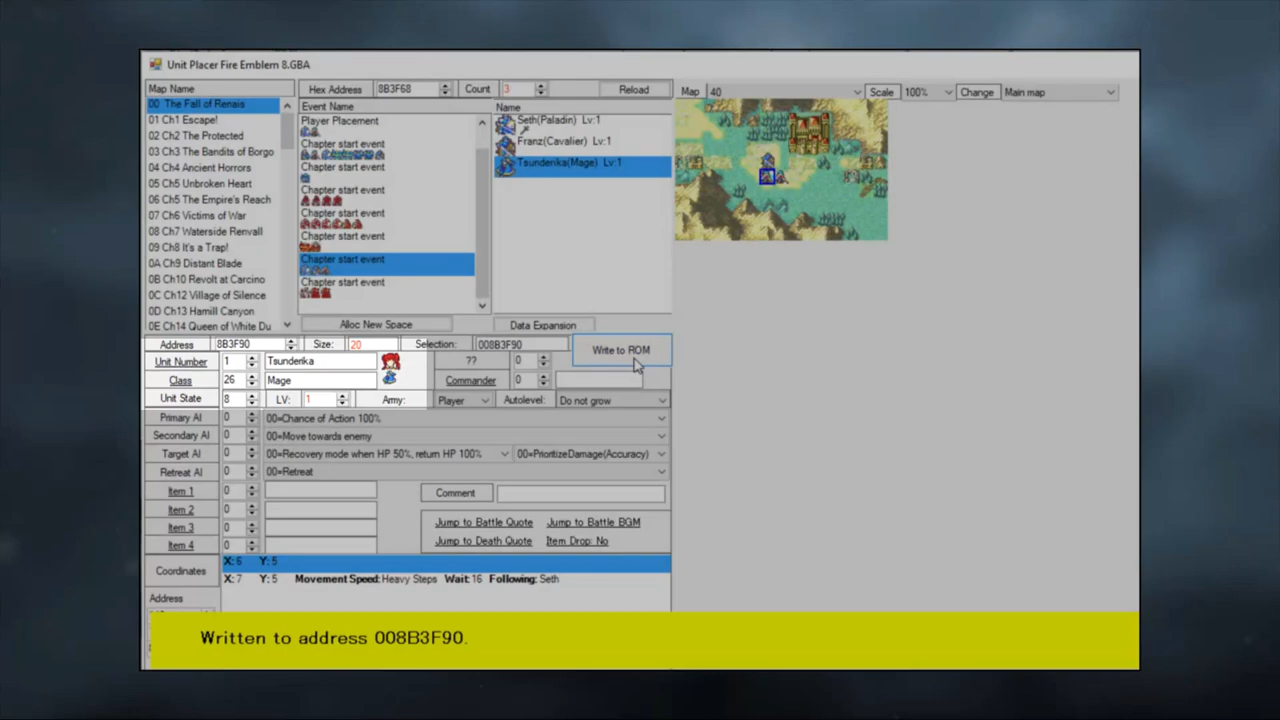 Unit Placer Fire Emblem 8.GBA
Map Name Hex Address 8B3F68 Count 3 Reload Map 40 Scale 100% Change Main map
00 The Fall of Renais
01 Ch1 Escape!
02 Ch2 The Protected
03 Ch3 The Bandits of Borgo
04 Ch4 Ancient Horrors
05 Ch5 Unbroken Heart
06 Ch5 The Empire's Reach
07 Ch6 Victims of War
08 Ch7 Waterside Renvall
09 Ch8 It's a Trap!
0A Ch9 Distant Blade
0B Ch10 Revolt at Carcino
0C Ch12 Village of Silence
0D Ch13 Hamill Canyon
0E Ch14 Queen of White Du
Event Name
Player Placement
Chapter start event
Chapter start event
Chapter start event
Chapter start event
Chapter start event
Chapter start event
Chapter start event
Name
Seth(Paladin) Lv:1
Franz(Cavalier) Lv:1
Tsunderika(Mage) Lv:1
Alloc New Space Data Expansion
Address 8B3F90 Size: 20 Selection: 008B3F90 Write to ROM
Unit Number 1 Tsunderika ?? 0
Class 26 Mage Commander 0
Unit State 8 LV: 1 Army: Player Autolevel: Do not grow
Primary AI 0 00=Chance of Action 100%
Secondary AI 0 00=Move towards enemy
Target AI 0 00=Recovery mode when HP 50%, return HP 100% 00=PrioritizeDamage(Accuracy)
Retreat AI 0 00=Retreat
Item 1 0 Comment
Item 2 0 Jump to Battle Quote Jump to Battle BGM
Item 3 0 Jump to Death Quote Item Drop: No
Item 4 0
Coordinates
X: 6 Y: 5
X: 7 Y: 5 Movement Speed: Heavy Steps Wait: 16 Following: Seth
Address
Written to address 008B3F90.